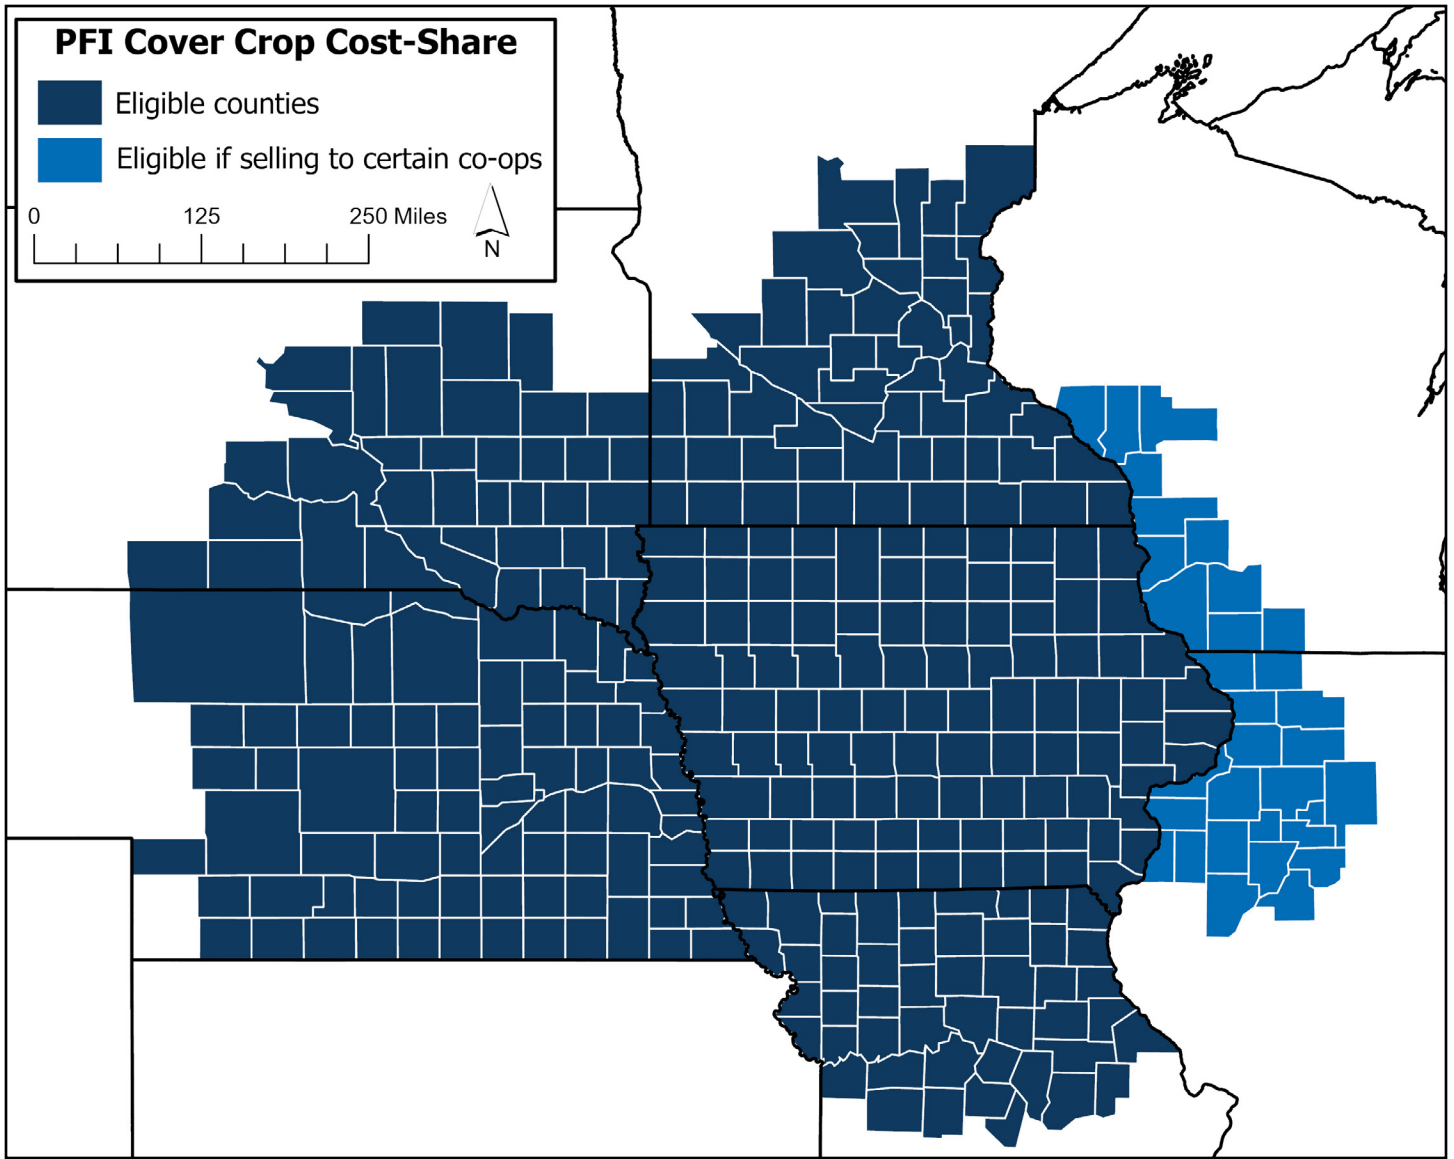 PFI Cover Crop Cost-Share
Eligible counties
Eligible if selling to certain co-ops
0 125 250 Miles
N